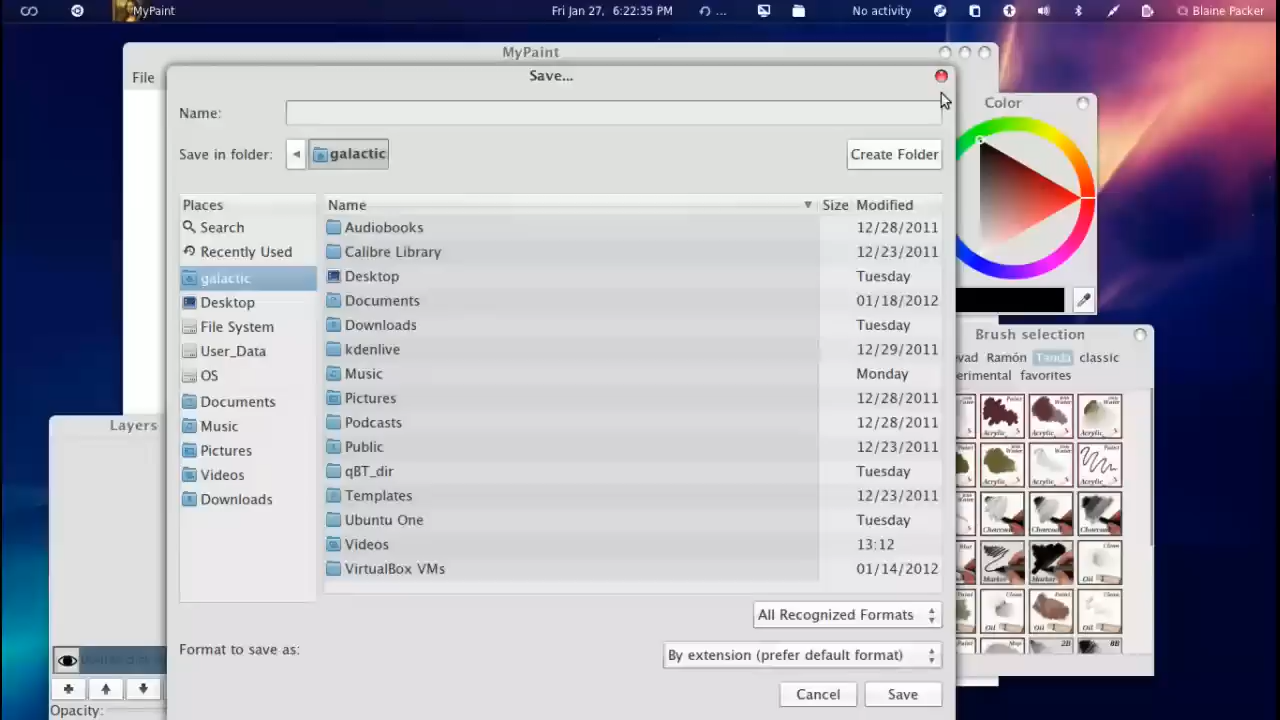 MyPaint Fri Jan 27, 6:22:35 PM ... No activity Blaine Packer
MyPaint
File
Save...
Name:
Save in folder: galactic Create Folder
Places
Search
Recently Used
galactic
Desktop
File System
User_Data
OS
Documents
Music
Pictures
Videos
Downloads
Name Size Modified
Audiobooks 12/28/2011
Calibre Library 12/23/2011
Desktop Tuesday
Documents 01/18/2012
Downloads Tuesday
kdenlive 12/29/2011
Music Monday
Pictures 12/28/2011
Podcasts 12/28/2011
Public 12/23/2011
qBT_dir Tuesday
Templates 12/23/2011
Ubuntu One Tuesday
Videos 13:12
VirtualBox VMs 01/14/2012
All Recognized Formats
Format to save as: By extension (prefer default format)
Cancel Save
Color
Brush selection
evad Ramón Tanda classic
erimental favorites
Layers
Opacity: